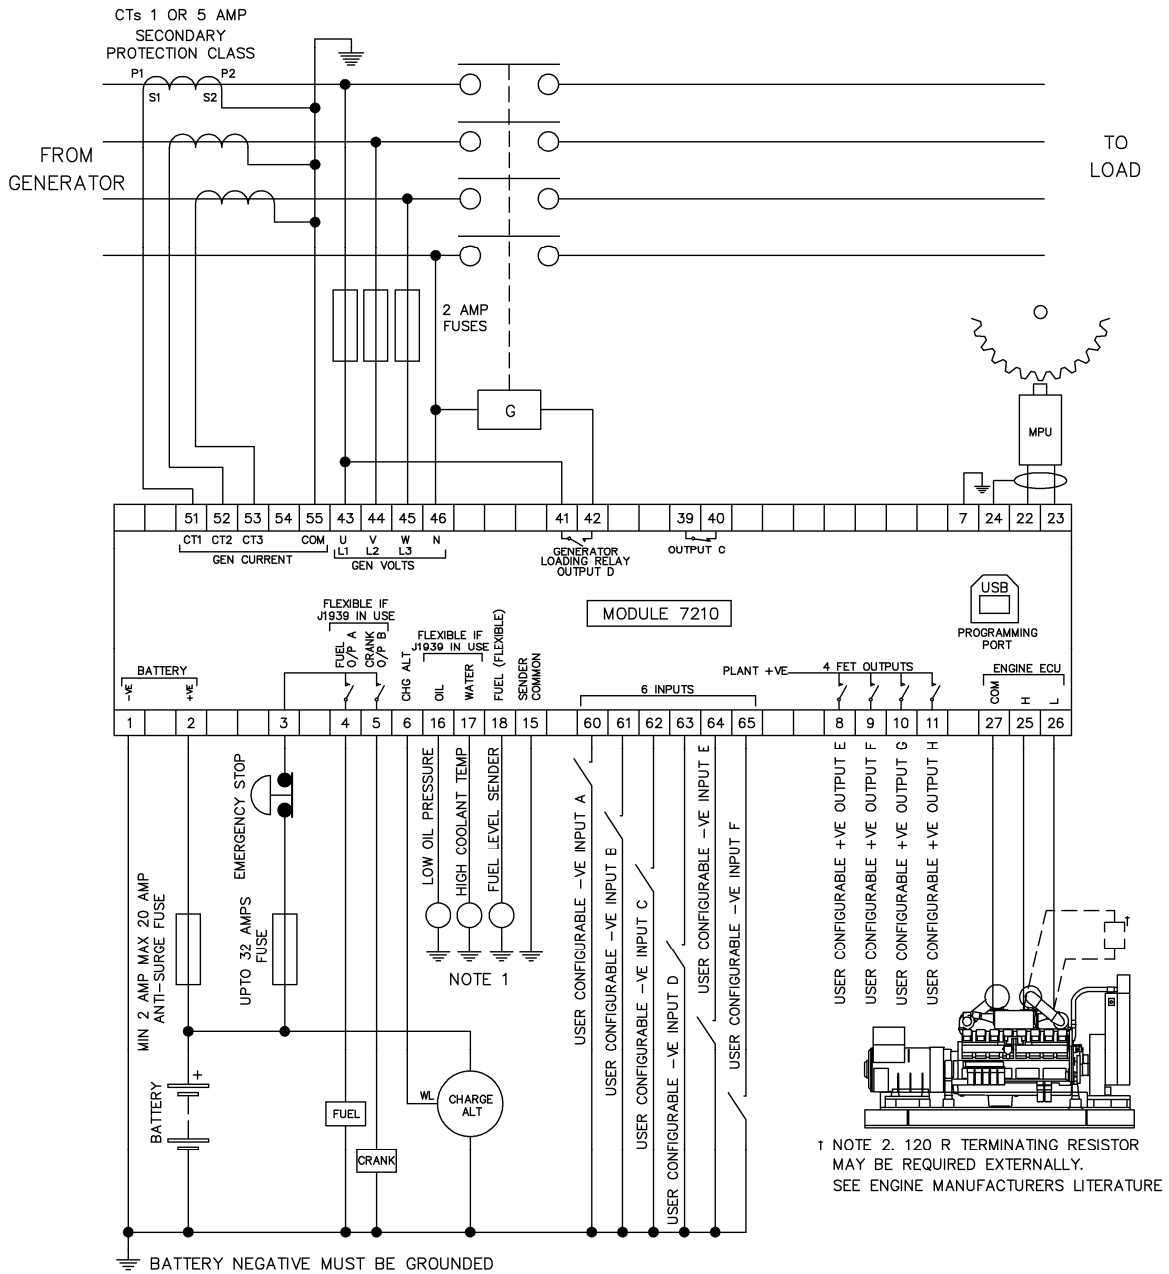 CTs 1 OR 5 AMP
SECONDARY
PROTECTION CLASS
P1
P2
S1
S2
FROM
GENERATOR
TO
LOAD
2 AMP
FUSES
G
MPU
51 52 53 54 55 43 44 45 46 41 42 39 40 7 24 22 23
CT1 CT2 CT3 COM U V W N
L1 L2 L3
GEN CURRENT
GEN VOLTS
GENERATOR
LOADING RELAY
OUTPUT D
OUTPUT C
USB
PROGRAMMING
PORT
MODULE 7210
FLEXIBLE IF
J1939 IN USE
FUEL
O/P A
CRANK
O/P B
CHG ALT
FLEXIBLE IF
J1939 IN USE
OIL
WATER
FUEL (FLEXIBLE)
SENDER
COMMON
BATTERY
-VE
+VE
6 INPUTS
PLANT +VE
4 FET OUTPUTS
ENGINE ECU
COM
H
L
1 2 3 4 5 6 16 17 18 15 60 61 62 63 64 65 8 9 10 11 27 25 26
EMERGENCY STOP
LOW OIL PRESSURE
HIGH COOLANT TEMP
FUEL LEVEL SENDER
NOTE 1
MIN 2 AMP MAX 20 AMP
ANTI-SURGE FUSE
UPTO 32 AMPS
FUSE
USER CONFIGURABLE -VE INPUT A
USER CONFIGURABLE -VE INPUT B
USER CONFIGURABLE -VE INPUT C
USER CONFIGURABLE -VE INPUT D
USER CONFIGURABLE -VE INPUT E
USER CONFIGURABLE -VE INPUT F
USER CONFIGURABLE +VE OUTPUT E
USER CONFIGURABLE +VE OUTPUT F
USER CONFIGURABLE +VE OUTPUT G
USER CONFIGURABLE +VE OUTPUT H
†
+
BATTERY
FUEL
CRANK
WL
CHARGE
ALT
† NOTE 2. 120 R TERMINATING RESISTOR
MAY BE REQUIRED EXTERNALLY.
SEE ENGINE MANUFACTURERS LITERATURE
BATTERY NEGATIVE MUST BE GROUNDED